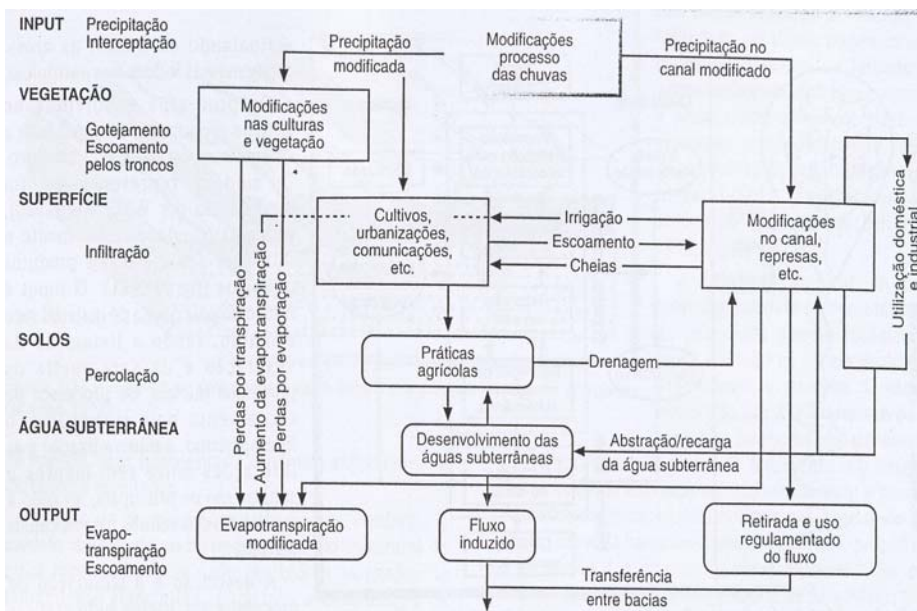 INPUT
Precipitação
Interceptação
VEGETAÇÃO
Gotejamento
Escoamento
pelos troncos
SUPERFÍCIE
Infiltração
SOLOS
Percolação
ÁGUA SUBTERRÂNEA
OUTPUT
Evapo-
transpiração
Escoamento
Precipitação
modificada
Modificações
processo
das chuvas
Precipitação no
canal modificado
Modificações
nas culturas
e vegetação
Cultivos,
urbanizações,
comunicações,
etc.
Irrigação
Escoamento
Cheias
Modificações
no canal,
represas,
etc.
Utilização doméstica
e industrial
Perdas por transpiração
Aumento da evapotranspiração
Perdas por evaporação
Práticas
agrícolas
Drenagem
Desenvolvimento das
águas subterrâneas
Abstração/recarga
da água subterrânea
Evapotranspiração
modificada
Fluxo
induzido
Retirada e uso
regulamentado
do fluxo
Transferência
entre bacias